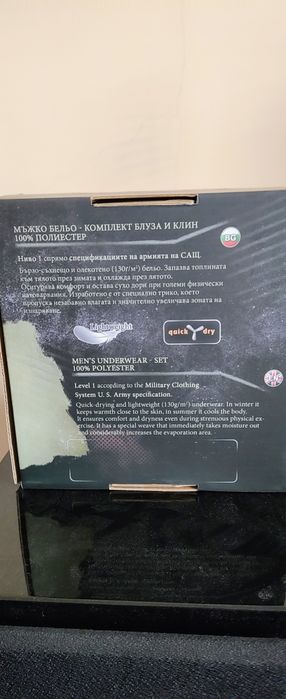 МЪЖКО БЕЛЬО - КОМПЛЕКТ БЛУЗА И КЛИН
100% ПОЛИЕСТЕР
BG
Ниво 1 спрямо спецификациите на армията на САЩ.
Бързо-съхнещо и олекотено (130г/м²) бельо. Запазва топлината
към тялото през зимата и охлажда през лятото.
Осигурява комфорт и остава сухо дори при големи физически
натоварвания. Изработено е от специално трико, което
пропуска влагата и значително увеличава зоната на
изпарение.
Lightweight
quick dry
MEN'S UNDERWEAR - SET
100% POLYESTER
EN
Level 1 according to the Military Clothing
System U. S. Army specification.
Quick-drying and lightweight (130g/m²) underwear. In winter it
keeps warmth close to the skin, in summer it cools the body.
It ensures comfort and dryness even during strenuous physical ex-
ercise. It has a special weave that immediately takes moisture out
and considerably increases the evaporation area.